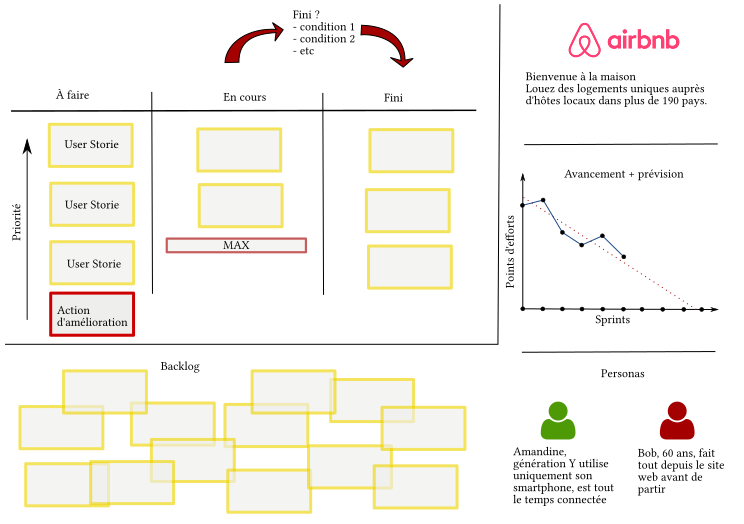 Fini ?
- condition 1
- condition 2
- etc
À faire
En cours
Fini
Priorité
User Storie
User Storie
User Storie
Action
d'amélioration
MAX
airbnb
Bienvenue à la maison
Louez des logements uniques auprès
d'hôtes locaux dans plus de 190 pays.
Avancement + prévision
Points d'efforts
Sprints
Backlog
Personas
Amandine,
génération Y utilise
uniquement son
smartphone, est tout
le temps connectée
Bob, 60 ans, fait
tout depuis le site
web avant de
partir